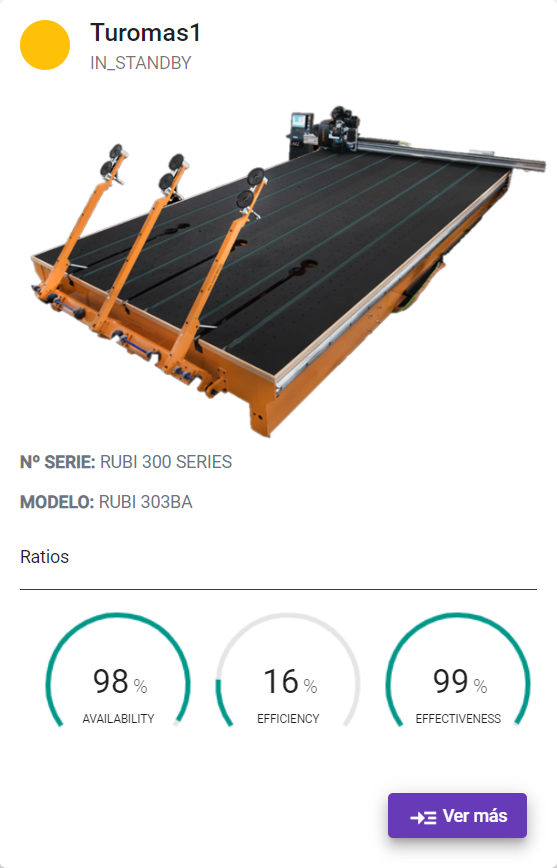 Turomas1
IN_STANDBY
Nº SERIE: RUBI 300 SERIES
MODELO: RUBI 303BA
Ratios
98 % 16 % 99 %
AVAILABILITY EFFICIENCY EFFECTIVENESS
Ver más